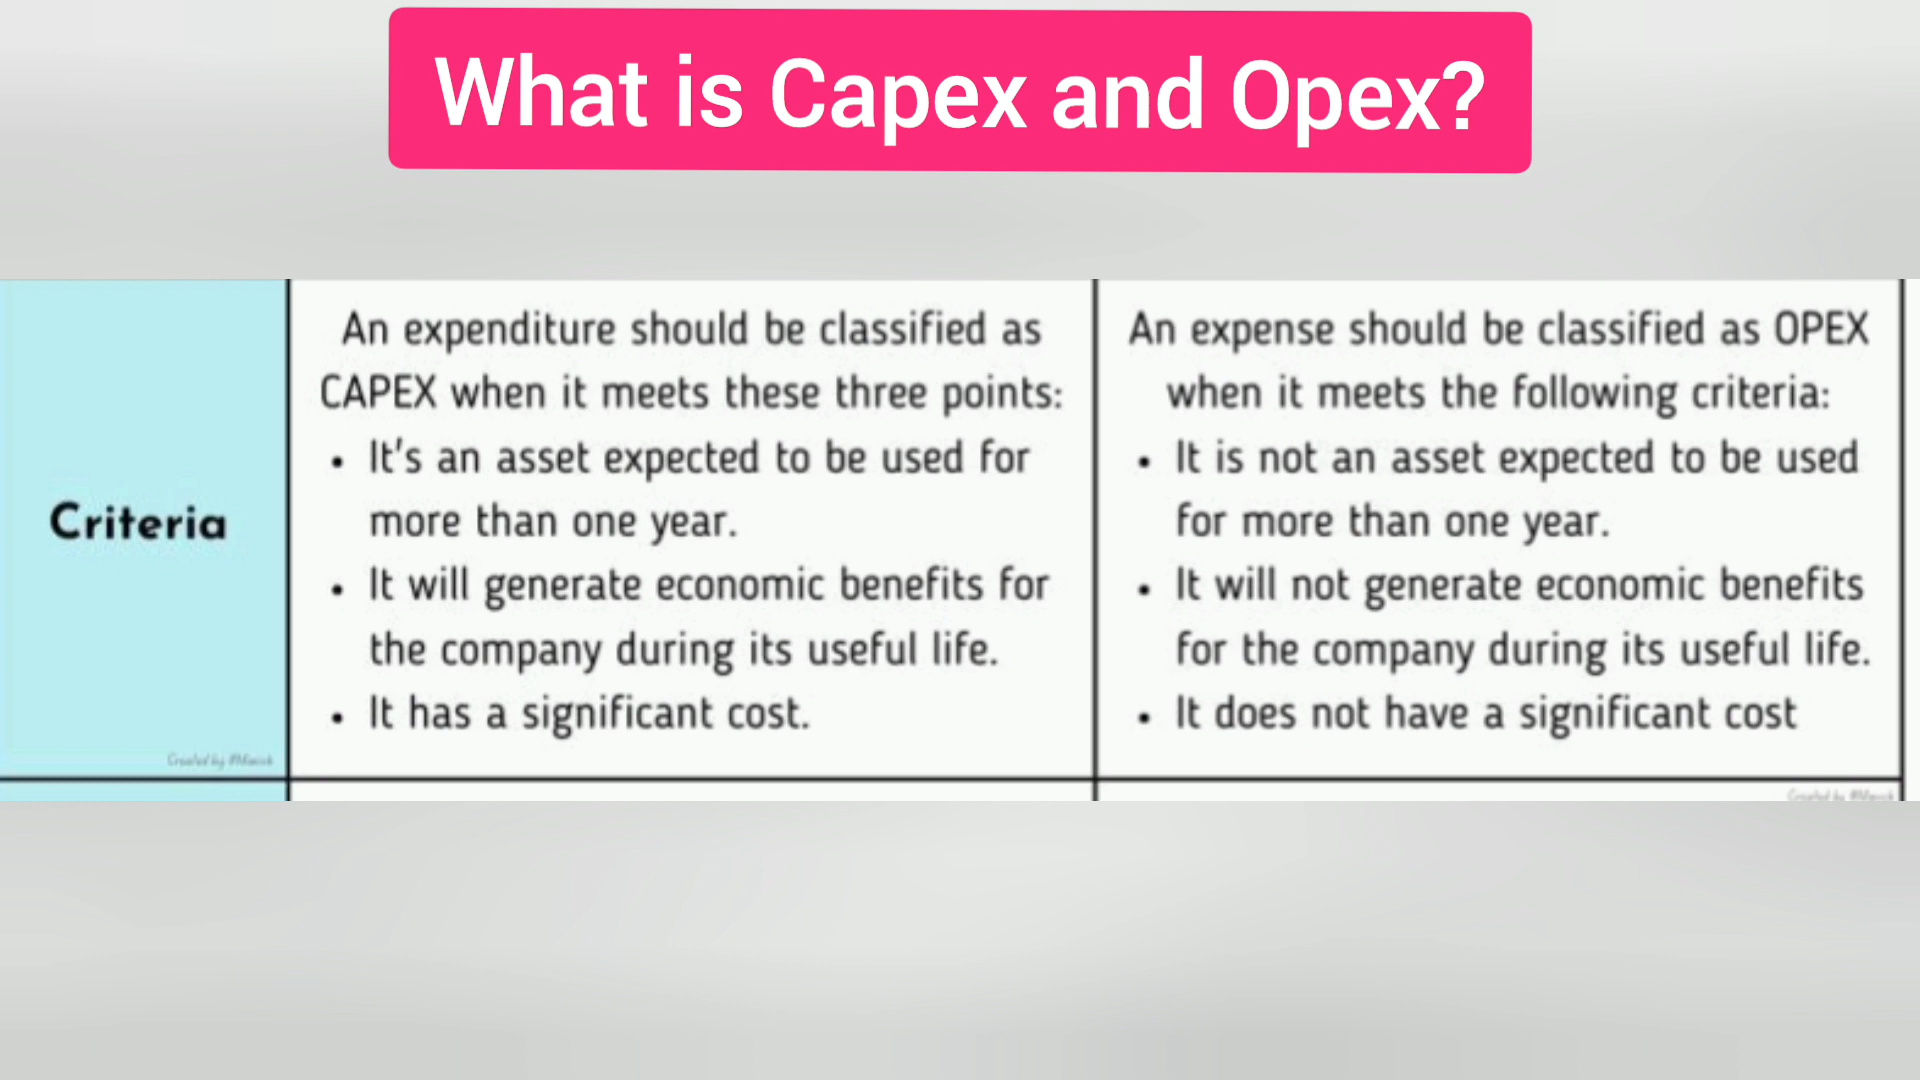 What is Capex and Opex?
Criteria
An expenditure should be classified as
CAPEX when it meets these three points:
• It's an asset expected to be used for
more than one year.
• It will generate economic benefits for
the company during its useful life.
• It has a significant cost.
An expense should be classified as OPEX
when it meets the following criteria:
• It is not an asset expected to be used
for more than one year.
• It will not generate economic benefits
for the company during its useful life.
• It does not have a significant cost
Created by
Created by